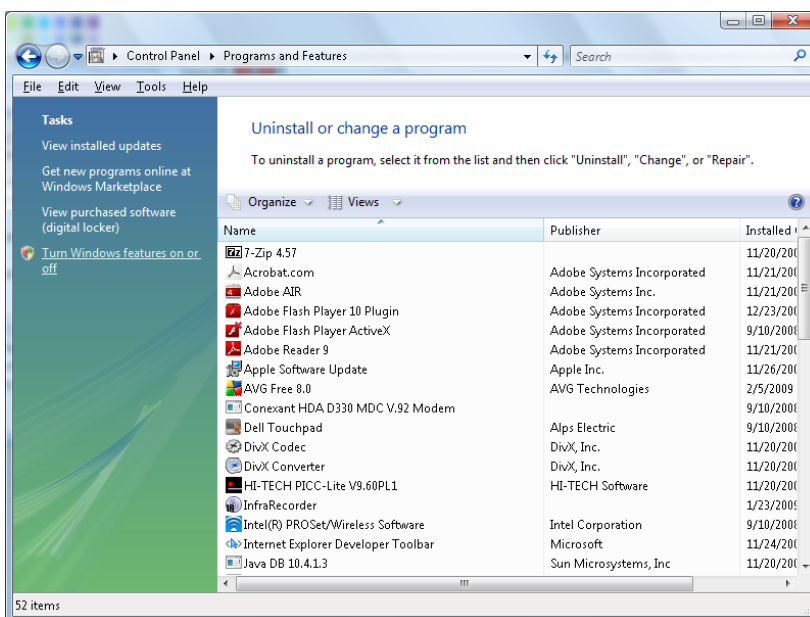 Control Panel Programs and Features
Search
File Edit View Tools Help
Tasks
View installed updates
Get new programs online at
Windows Marketplace
View purchased software
(digital locker)
Turn Windows features on or
off
Uninstall or change a program
To uninstall a program, select it from the list and then click "Uninstall", "Change", or "Repair".
Organize Views
Name Publisher Installed
7-Zip 4.57 11/20/200
Acrobat.com Adobe Systems Incorporated 11/21/200
Adobe AIR Adobe Systems Inc. 11/21/200
Adobe Flash Player 10 Plugin Adobe Systems Incorporated 12/23/200
Adobe Flash Player ActiveX Adobe Systems Incorporated 9/10/2008
Adobe Reader 9 Adobe Systems Incorporated 11/21/200
Apple Software Update Apple Inc. 11/26/200
AVG Free 8.0 AVG Technologies 2/5/2009
Conexant HDA D330 MDC V.92 Modem 9/10/2008
Dell Touchpad Alps Electric 9/10/2008
DivX Codec DivX, Inc. 11/20/200
DivX Converter DivX, Inc. 11/20/200
HI-TECH PICC-Lite V9.60PL1 HI-TECH Software 11/20/200
InfraRecorder 1/23/2009
Intel(R) PROSet/Wireless Software Intel Corporation 9/10/2008
Internet Explorer Developer Toolbar Microsoft 11/24/200
Java DB 10.4.1.3 Sun Microsystems, Inc 11/20/200
52 items